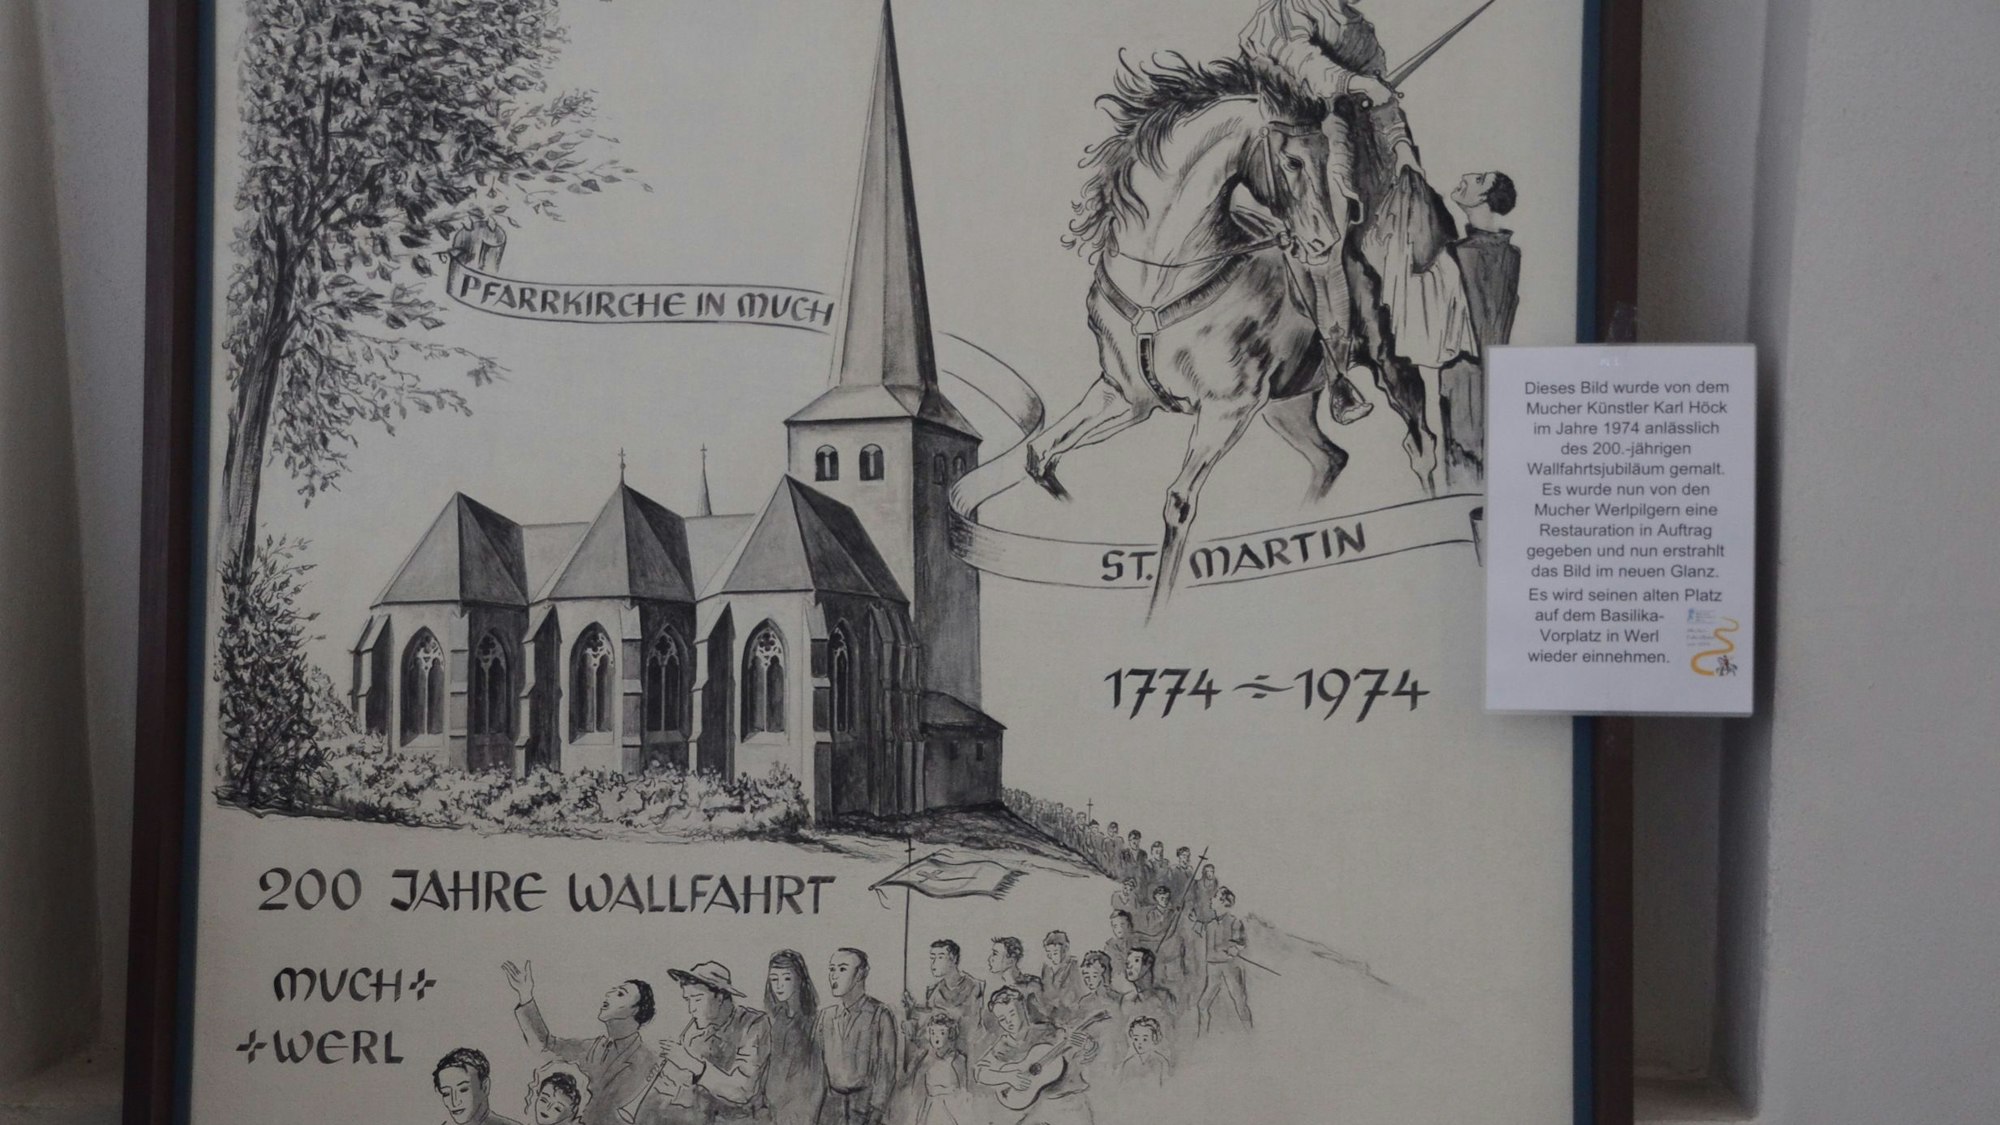 PFARRKIRCHE IN MUCH
ST. MARTIN
1774 ÷ 1974
200 JAHRE WALLFAHRT
MUCH +
+ WERL
Dieses Bild wurde von dem
Mucher Künstler Karl Höck
im Jahre 1974 anlässlich
des 200.-jährigen
Wallfahrtsjubiläum gemalt.
Es wurde nun von den
Mucher Werlpilgern eine
Restauration in Auftrag
gegeben und nun erstrahlt
das Bild im neuen Glanz.
Es wird seinen alten Platz
auf dem Basilika-
Vorplatz in Werl
wieder einnehmen.